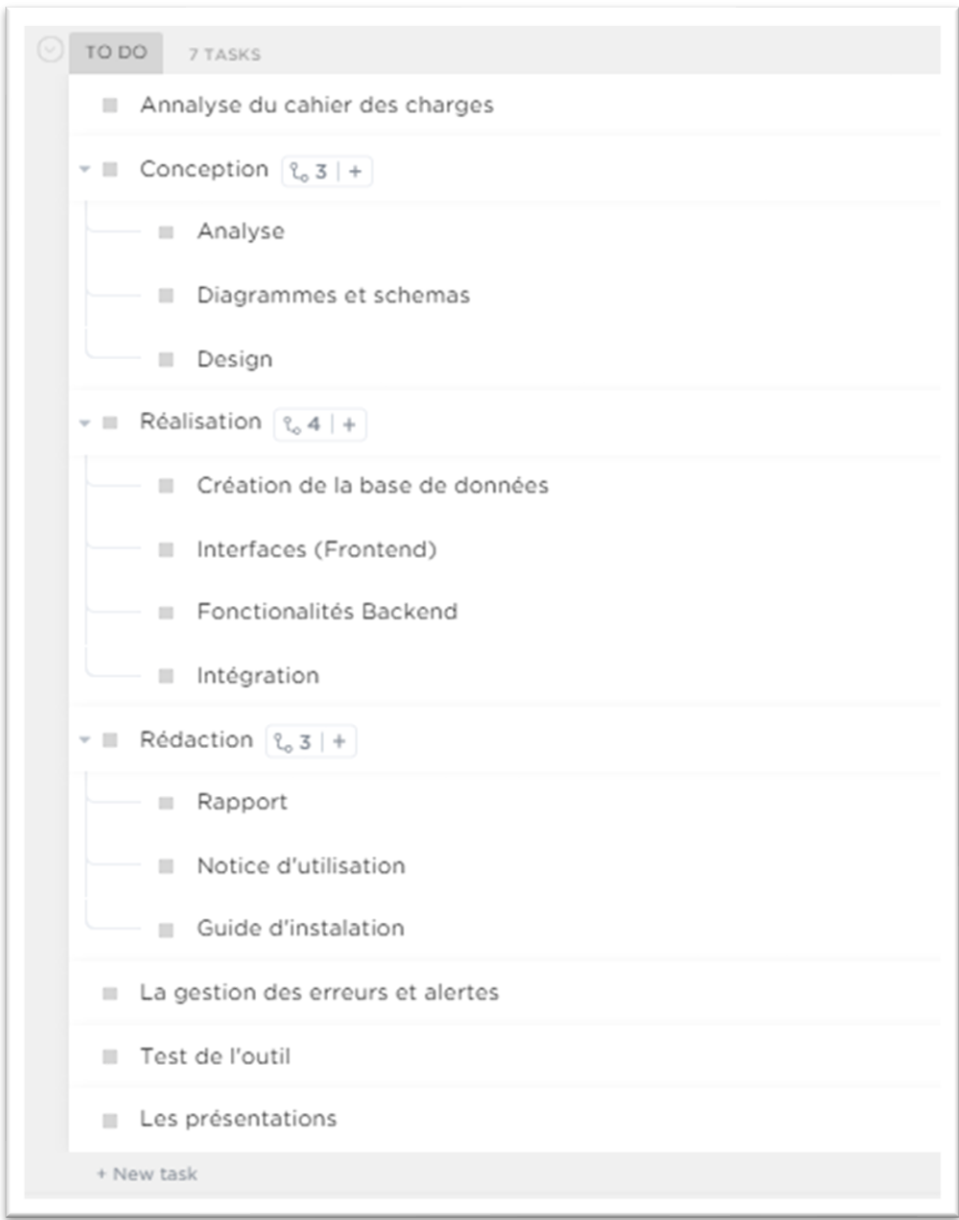 TO DO 7 TASKS
Annalyse du cahier des charges
Conception 3 | +
Analyse
Diagrammes et schemas
Design
Réalisation 4 | +
Création de la base de données
Interfaces (Frontend)
Fonctionalités Backend
Intégration
Rédaction 3 | +
Rapport
Notice d'utilisation
Guide d'instalation
La gestion des erreurs et alertes
Test de l'outil
Les présentations
+ New task